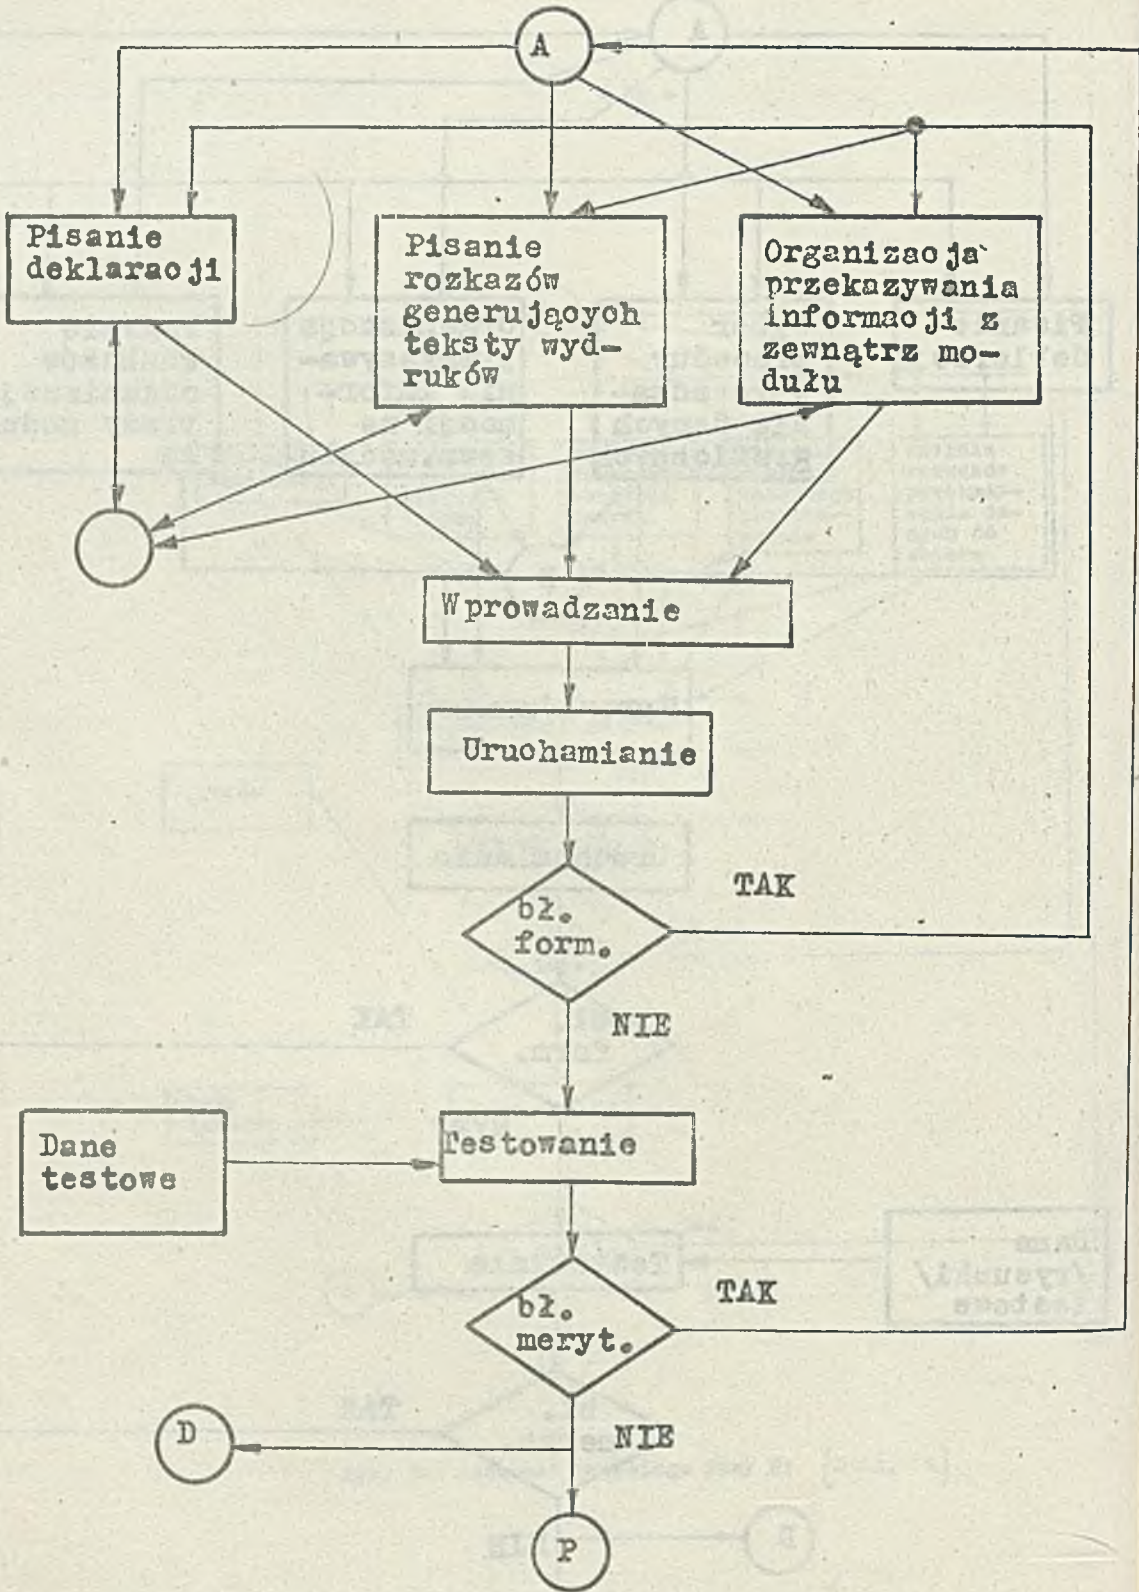 A
Pisanie
deklaracji
Pisanie
rozkazów
generujących
teksty wyd-
ruków
Organizacja
przekazywania
informacji z
zewnątrz mo-
dułu
Wprowadzanie
Uruchamianie
bł.
form.
TAK
NIE
Dane
testowe
Testowanie
bł.
meryt.
TAK
NIE
D
P